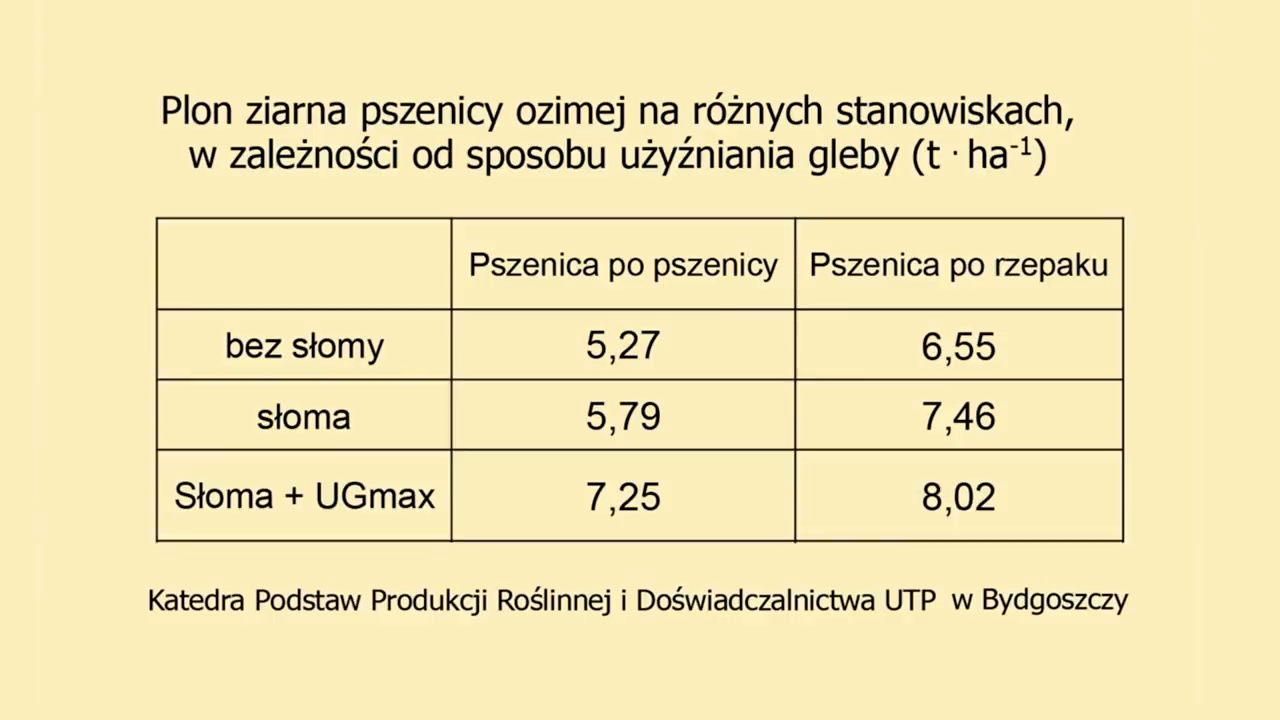 Plon ziarna pszenicy ozimej na różnych stanowiskach,
w zależności od sposobu użyźniania gleby (t · ha⁻¹)
Pszenica po pszenicy Pszenica po rzepaku
bez słomy 5,27 6,55
słoma 5,79 7,46
Słoma + UGmax 7,25 8,02
Katedra Podstaw Produkcji Roślinnej i Doświadczalnictwa UTP w Bydgoszczy